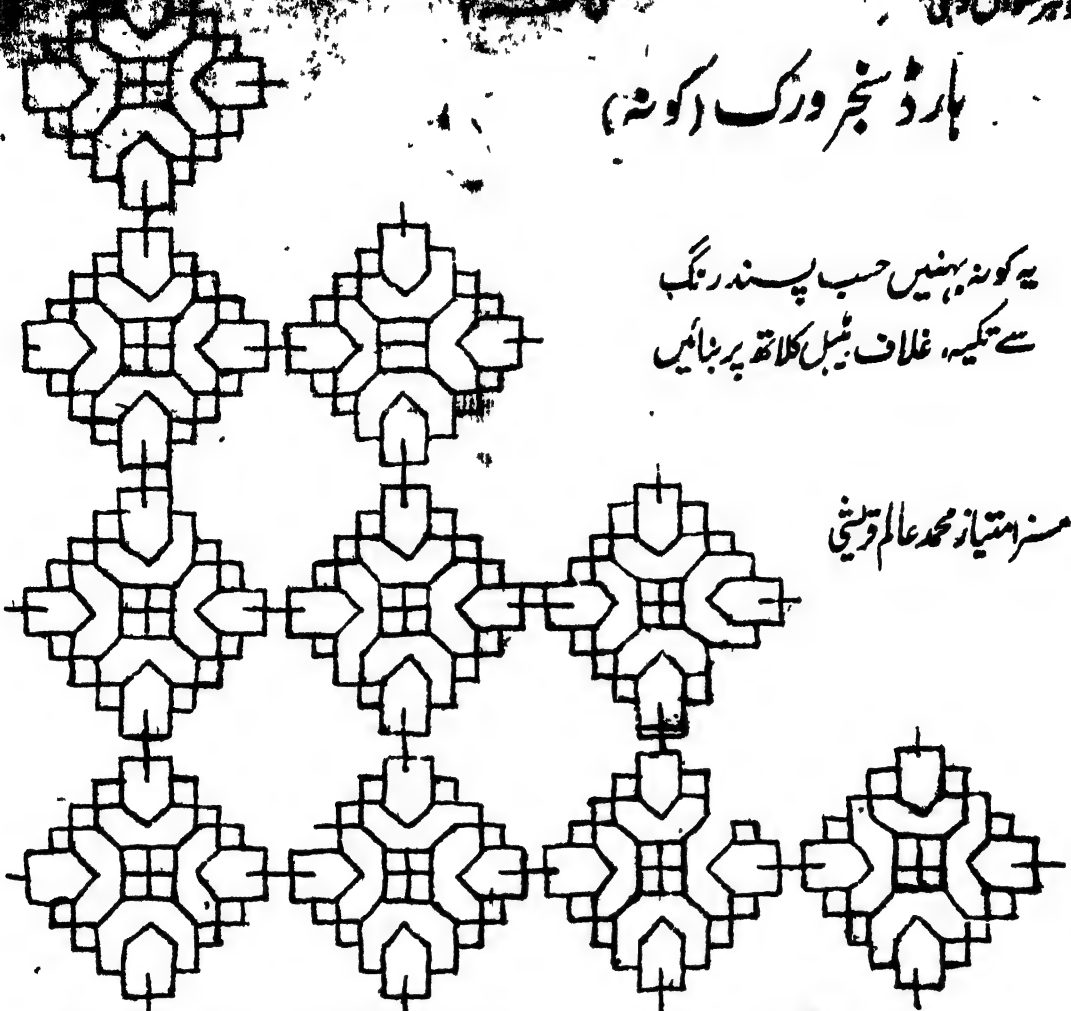 ہارڈ سنجر ورک (کونہ)
یہ کونہ بہنیں حسب پسند رنگ
سے تکیہ، غلاف ٹیبل کلاتھ پر بنائیں
مسز امتیاز محمد عالم قریشی